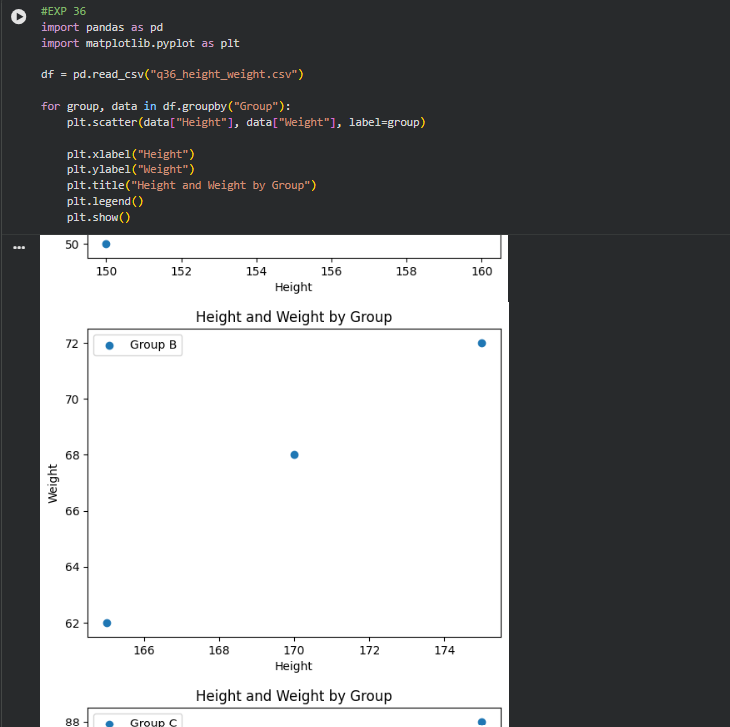 #EXP 36
import pandas as pd
import matplotlib.pyplot as plt
df = pd.read_csv("q36_height_weight.csv")
for group, data in df.groupby("Group"):
    plt.scatter(data["Height"], data["Weight"], label=group)
    plt.xlabel("Height")
    plt.ylabel("Weight")
    plt.title("Height and Weight by Group")
    plt.legend()
    plt.show()
50
150 152 154 156 158 160
Height
Height and Weight by Group
Group B
72
70
68
66
64
62
Weight
166 168 170 172 174
Height
Height and Weight by Group
88
Group C